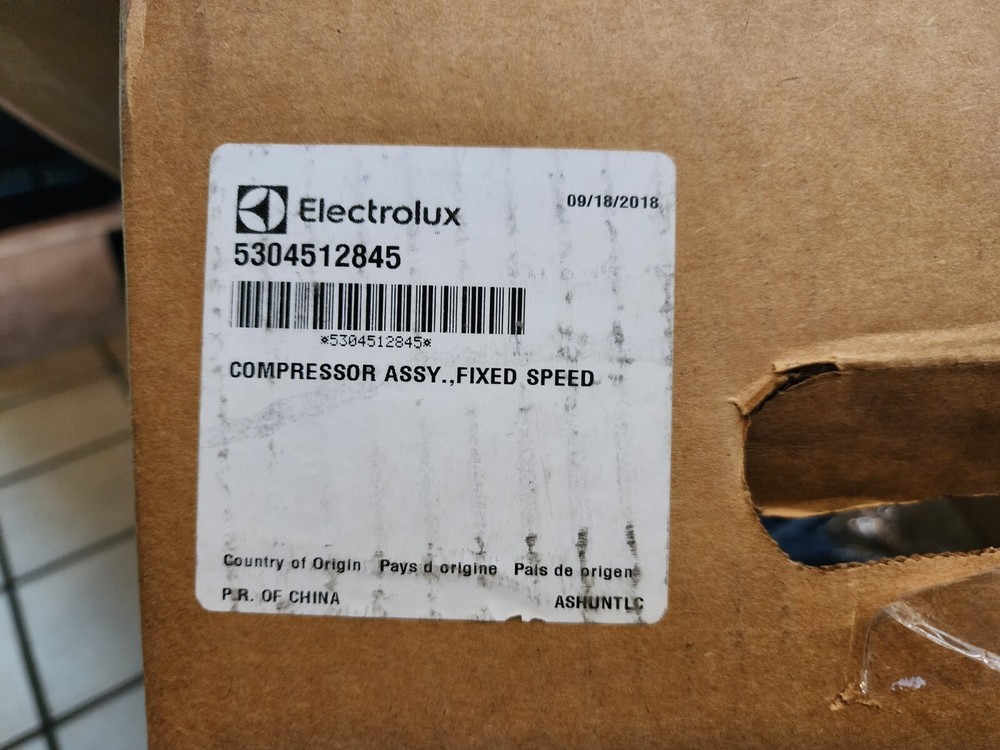 Electrolux
09/18/2018
5304512845
*5304512845*
COMPRESSOR ASSY.,FIXED SPEED
Country of Origin Pays d origine Pais de origen
P.R. OF CHINA
ASHUNTLC